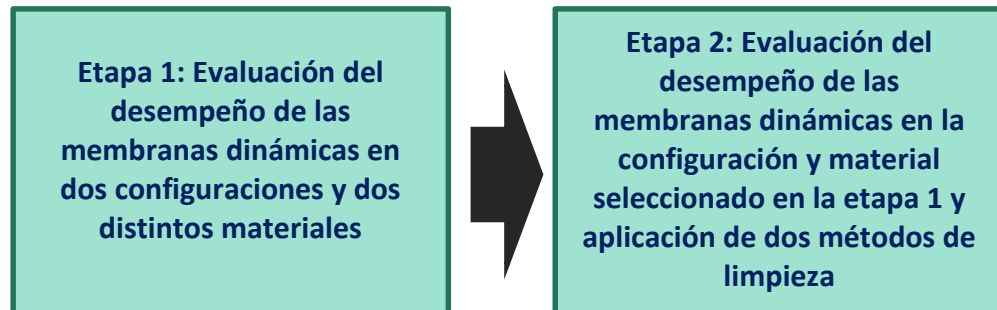 Etapa 1: Evaluación del
desempeño de las
membranas dinámicas en
dos configuraciones y dos
distintos materiales
Etapa 2: Evaluación del
desempeño de las
membranas dinámicas en la
configuración y material
seleccionado en la etapa 1 y
aplicación de dos métodos de
limpieza